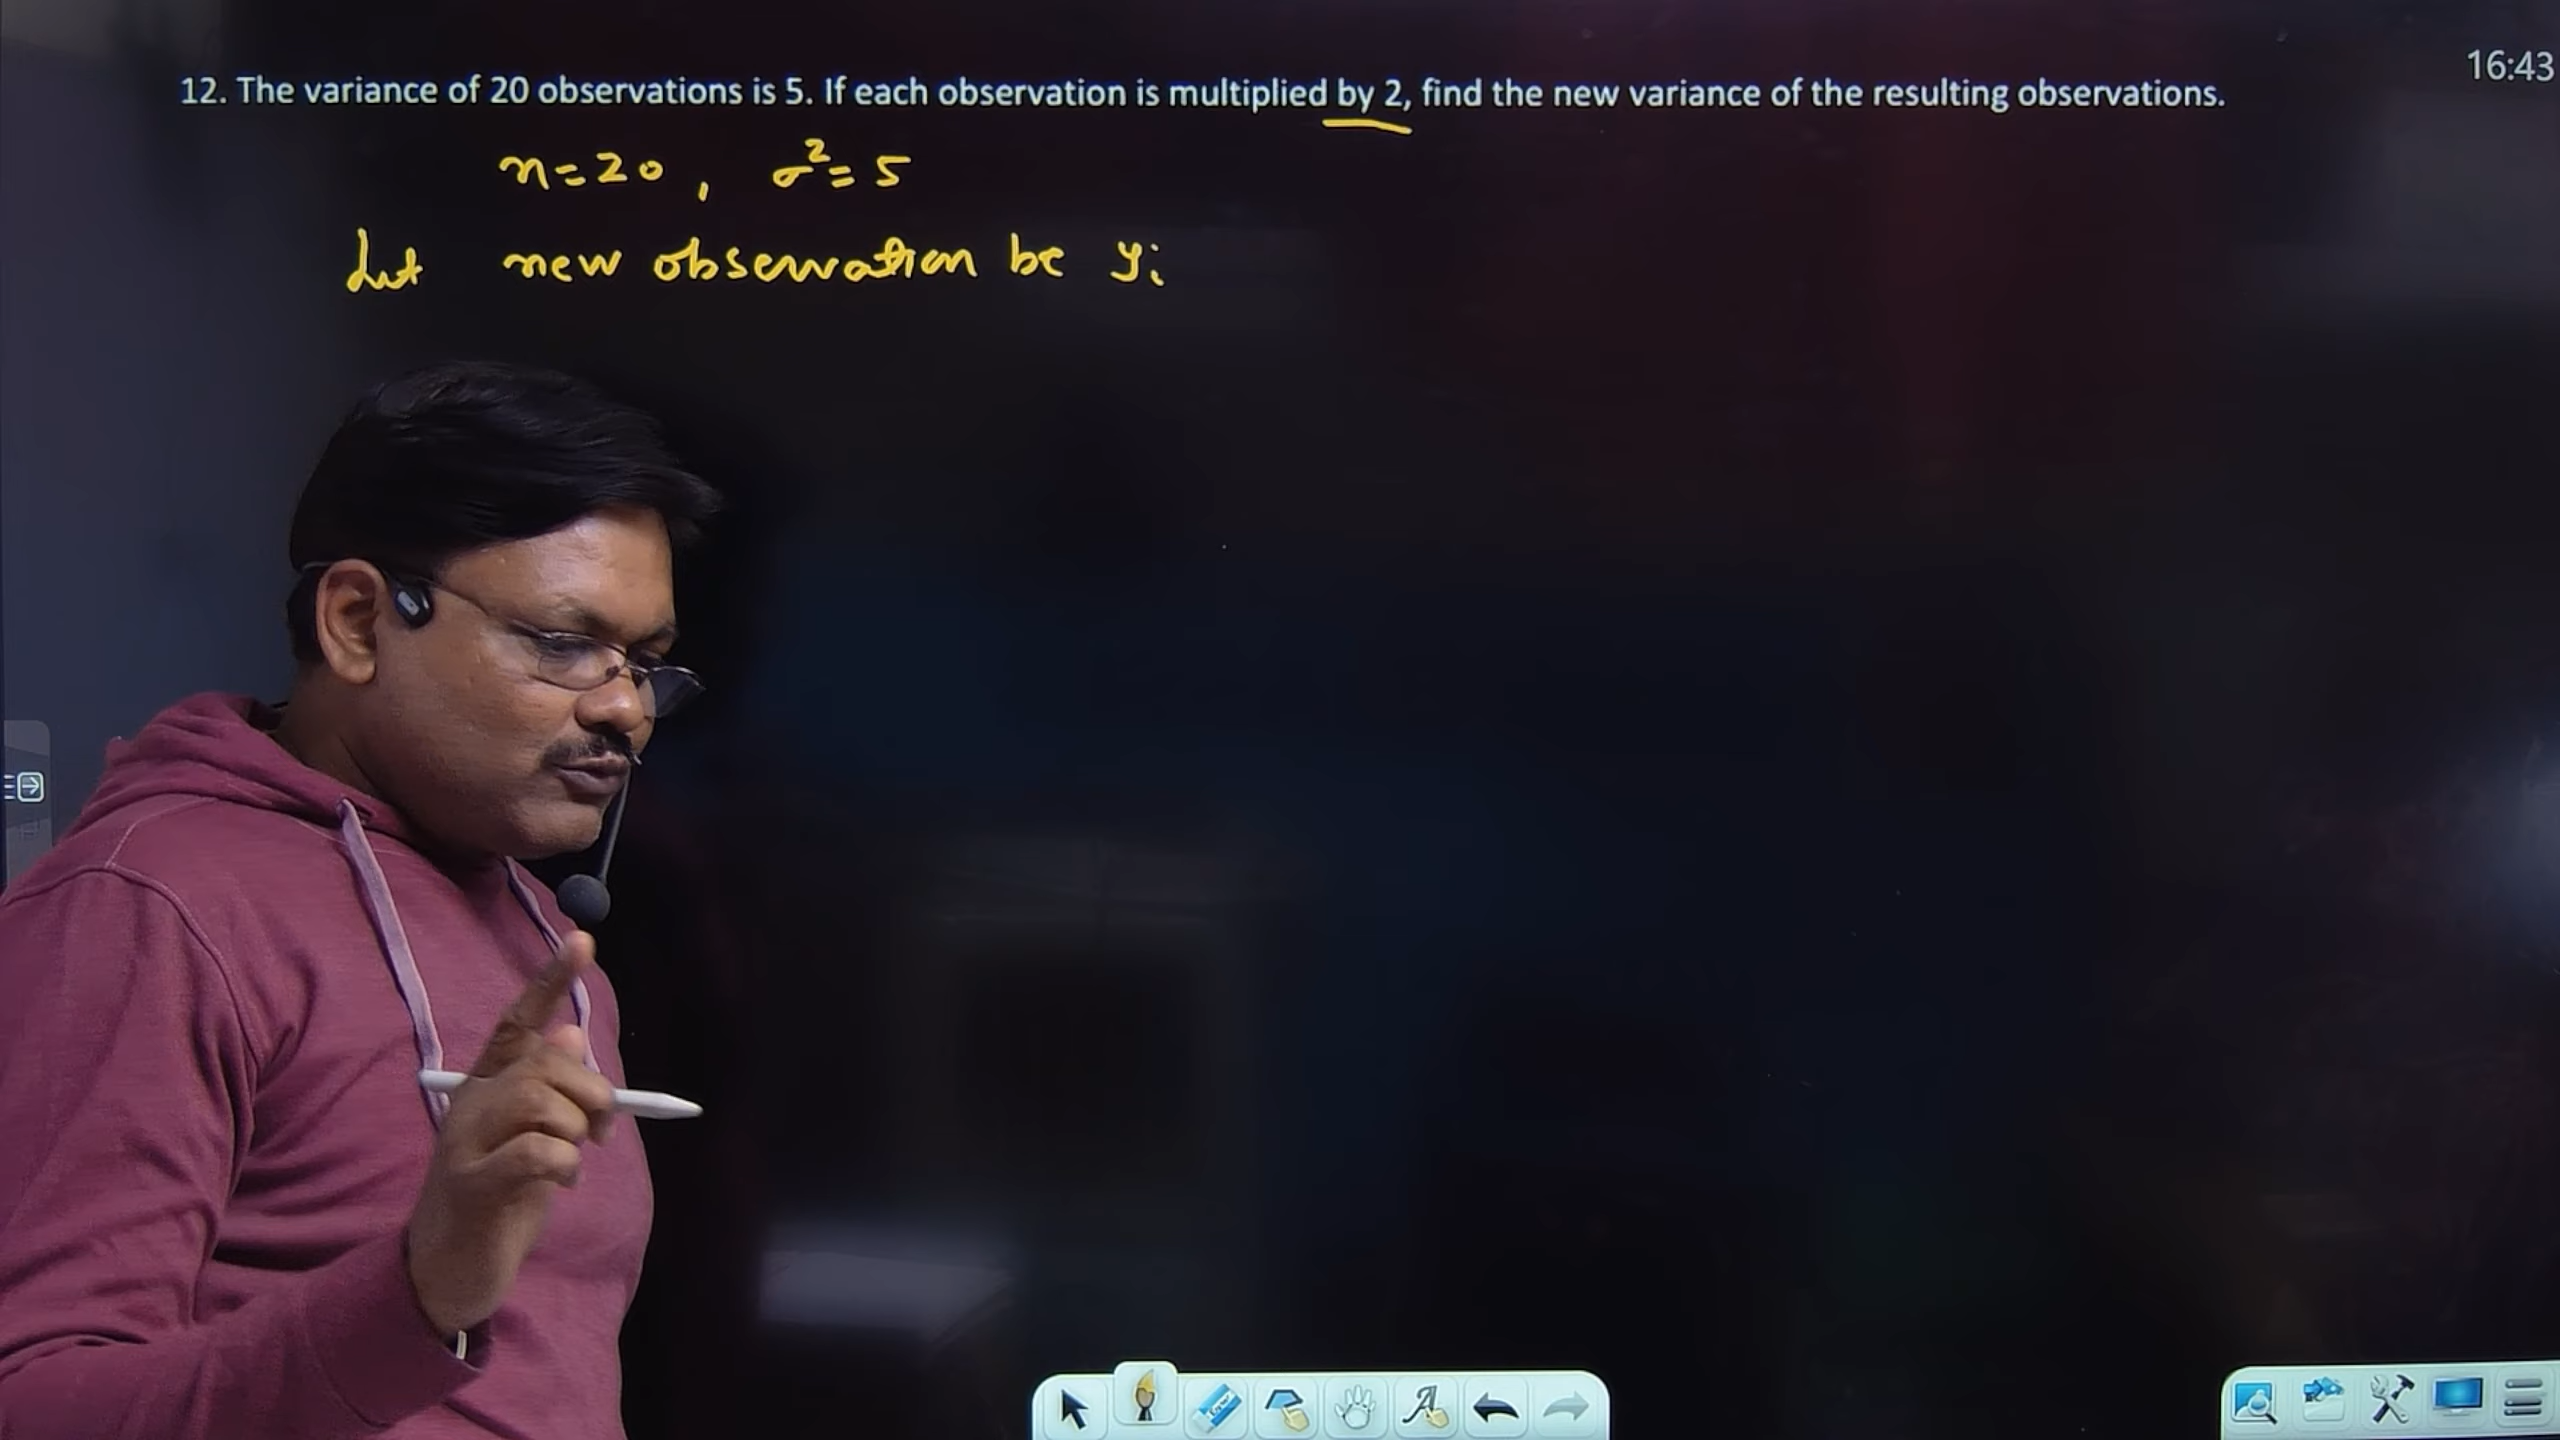 16:43
12. The variance of 20 observations is 5. If each observation is multiplied by 2, find the new variance of the resulting observations.
n=20, σ²=5
Let new observation be yᵢ